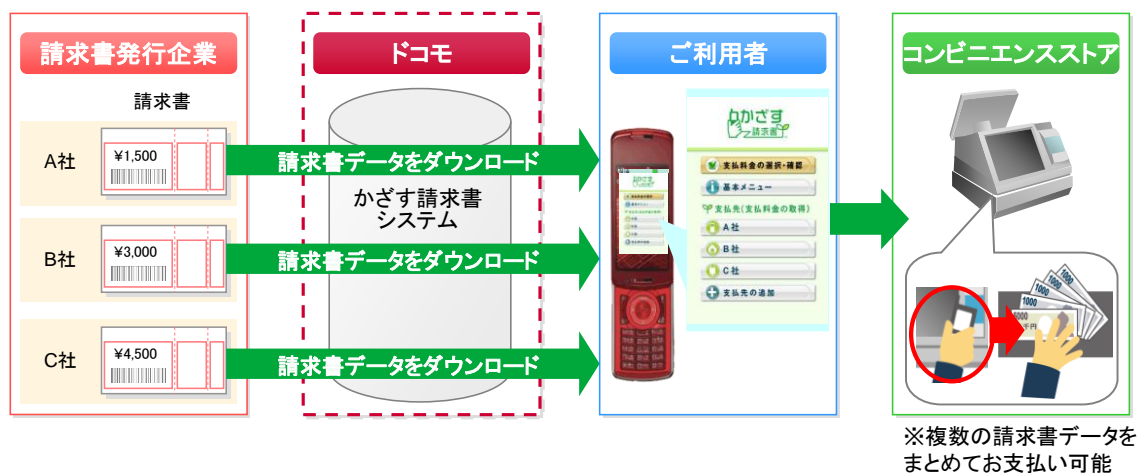 請求書発行企業
請求書
A社
¥1,500
B社
¥3,000
C社
¥4,500
ドコモ
請求書データをダウンロード
かざす請求書
システム
請求書データをダウンロード
請求書データをダウンロード
ご利用者
かざす
請求書
支払料金の選択・確認
基本メニュー
支払先(支払料金の取得)
A社
B社
C社
支払先の追加
コンビニエンスストア
1000
1000
1000
1000
5000
千円
※複数の請求書データを
まとめてお支払い可能